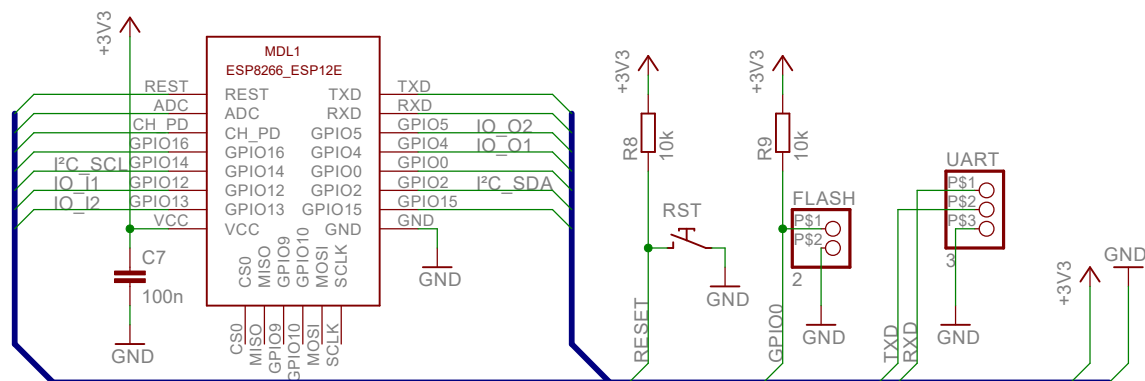 +3V3
MDL1
ESP8266_ESP12E
REST
ADC
CH_PD
GPIO16
I²C_SCL GPIO14
IO_I1 GPIO12
IO_I2 GPIO13
VCC
REST
ADC
CH_PD
GPIO16
GPIO14
GPIO12
GPIO13
VCC
TXD
RXD
GPIO5
GPIO4
GPIO0
GPIO2
GPIO15
GND
TXD
RXD
GPIO5 IO_O2
GPIO4 IO_O1
GPIO0
GPIO2 I²C_SDA
GPIO15
GND
CS0
MISO
GPIO9
GPIO10
MOSI
SCLK
CS0
MISO
GPIO9
GPIO10
MOSI
SCLK
C7
100n
GND
GND
+3V3
R8
10k
RST
GND
RESET
+3V3
R9
10k
FLASH
P$1
P$2
2
GND
GPIO0
UART
P$1
P$2
P$3
3
GND
TXD
RXD
+3V3
GND